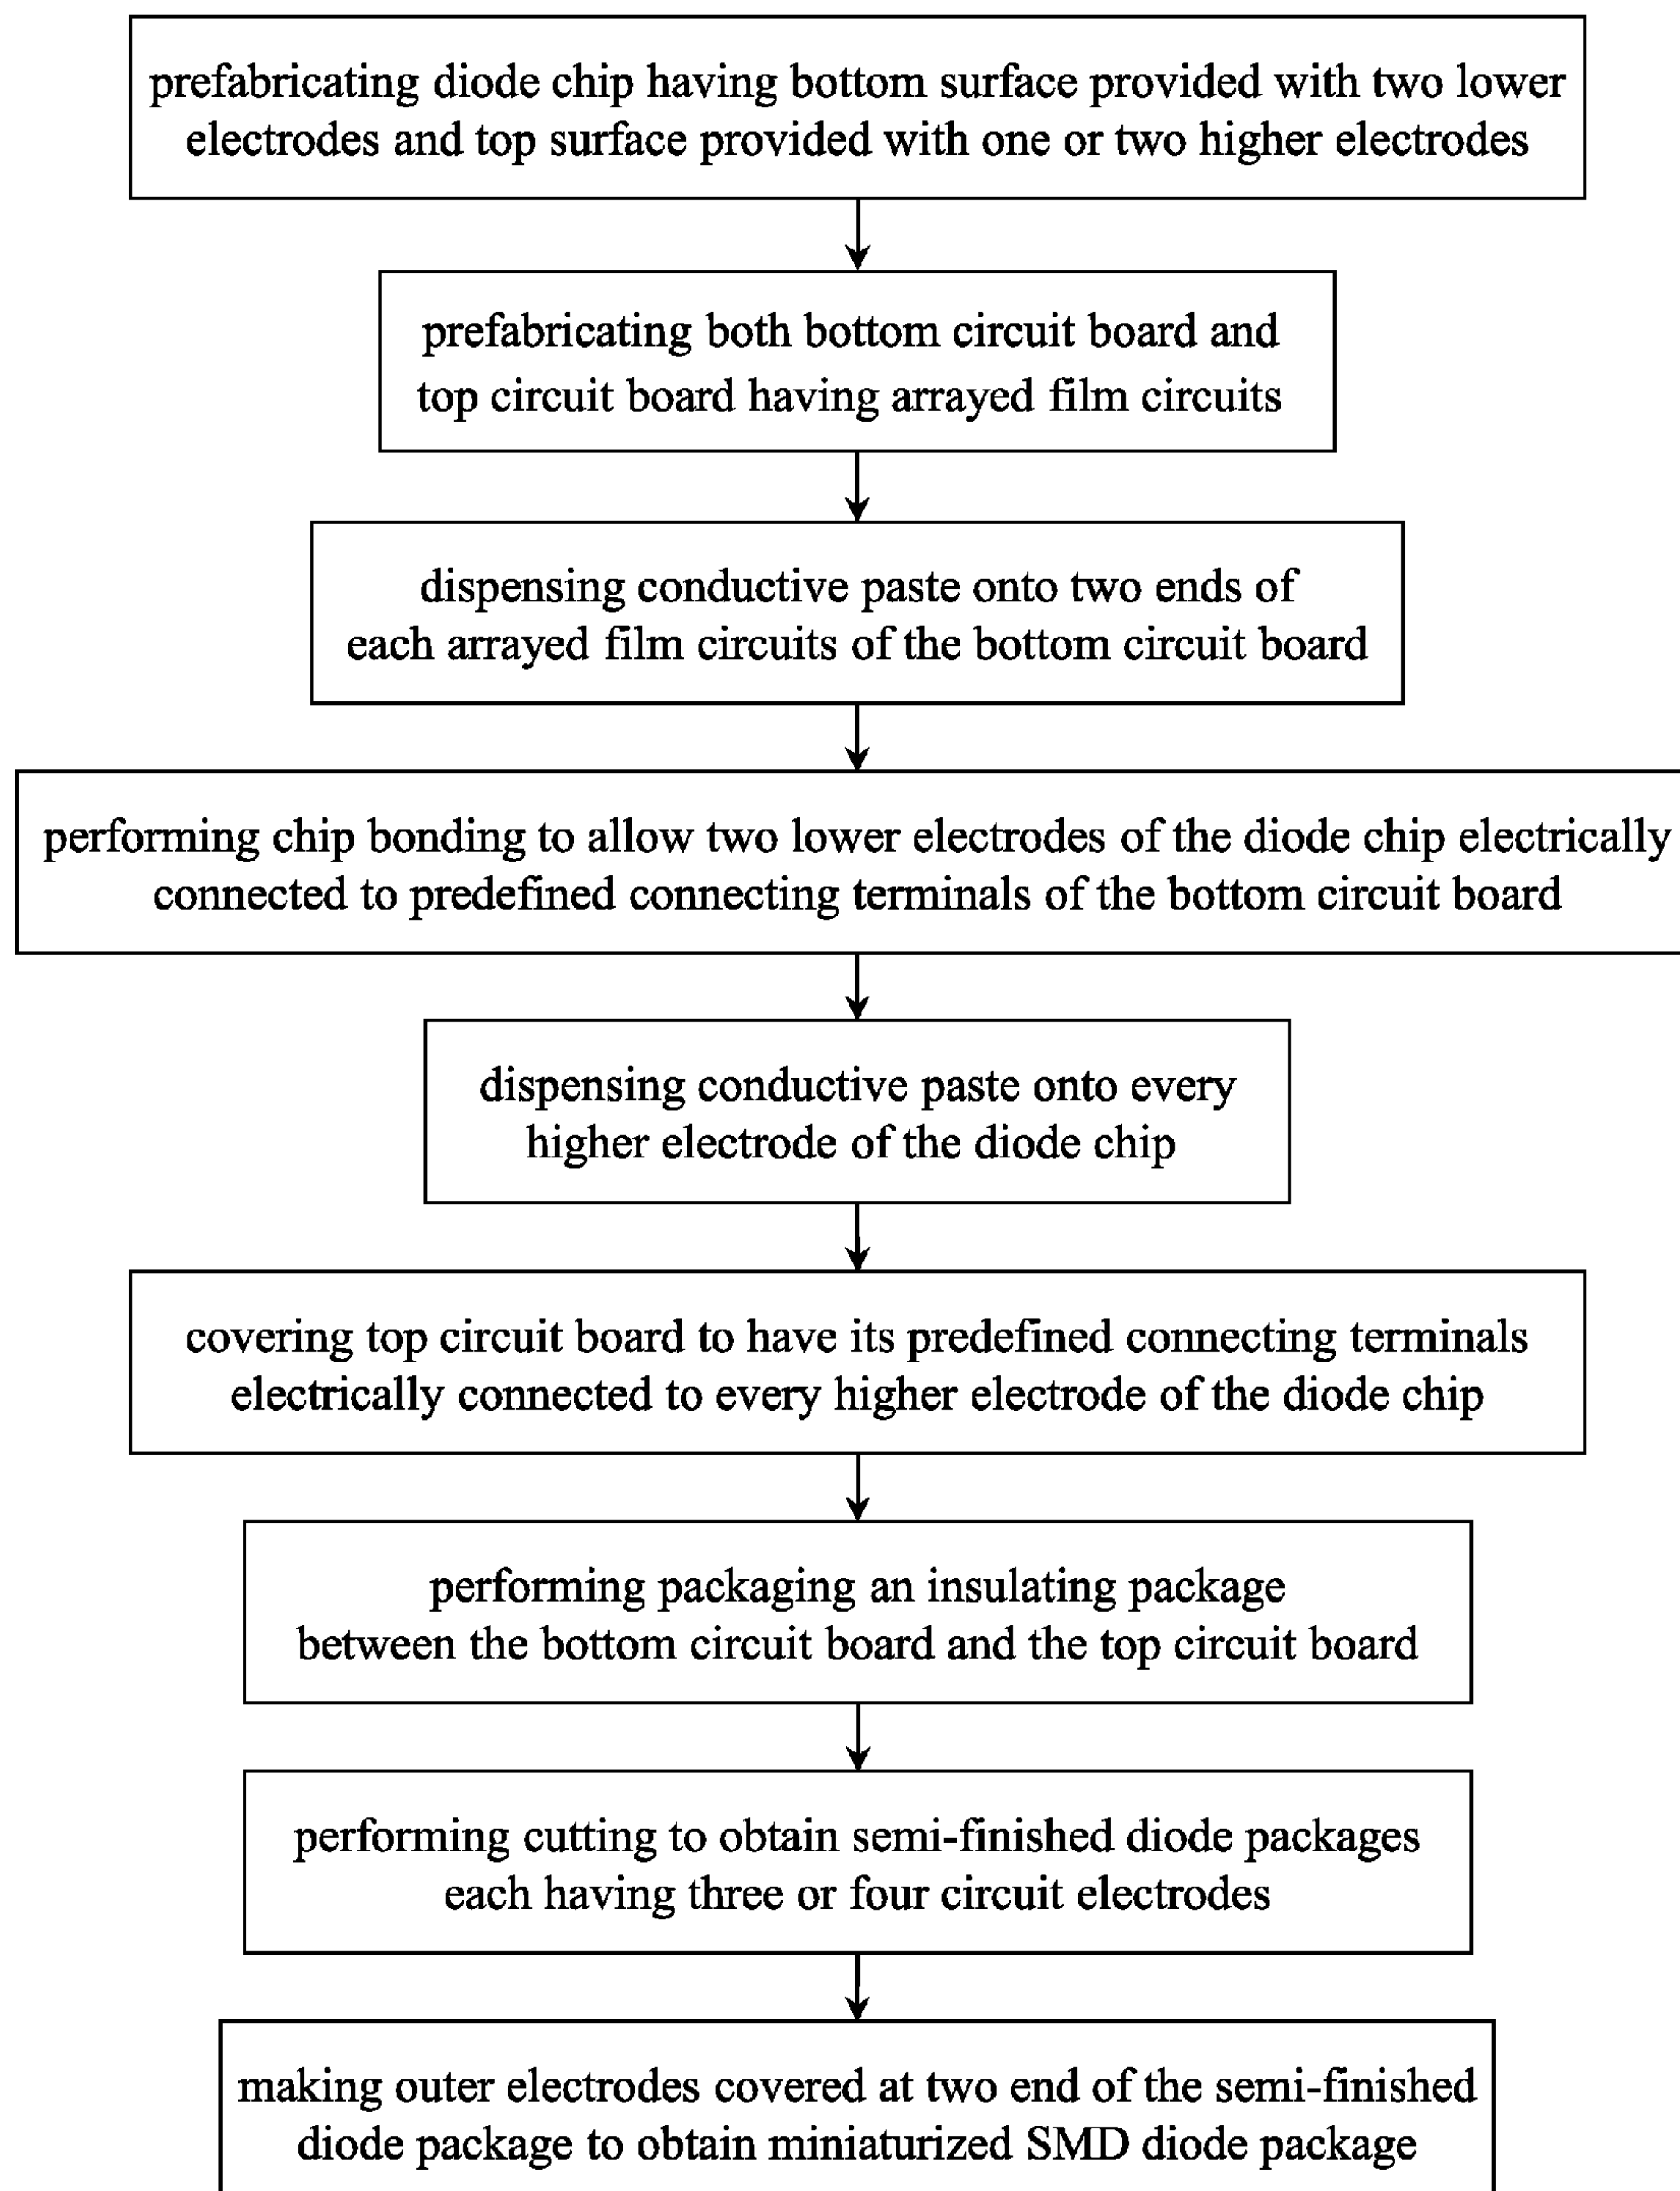 prefabricating diode chip having bottom surface provided with two lower
electrodes and top surface provided with one or two higher electrodes
prefabricating both bottom circuit board and
top circuit board having arrayed film circuits
dispensing conductive paste onto two ends of
each arrayed film circuits of the bottom circuit board
performing chip bonding to allow two lower electrodes of the diode chip electrically
connected to predefined connecting terminals of the bottom circuit board
dispensing conductive paste onto every
higher electrode of the diode chip
covering top circuit board to have its predefined connecting terminals
electrically connected to every higher electrode of the diode chip
performing packaging an insulating package
between the bottom circuit board and the top circuit board
performing cutting to obtain semi-finished diode packages
each having three or four circuit electrodes
making outer electrodes covered at two end of the semi-finished
diode package to obtain miniaturized SMD diode package